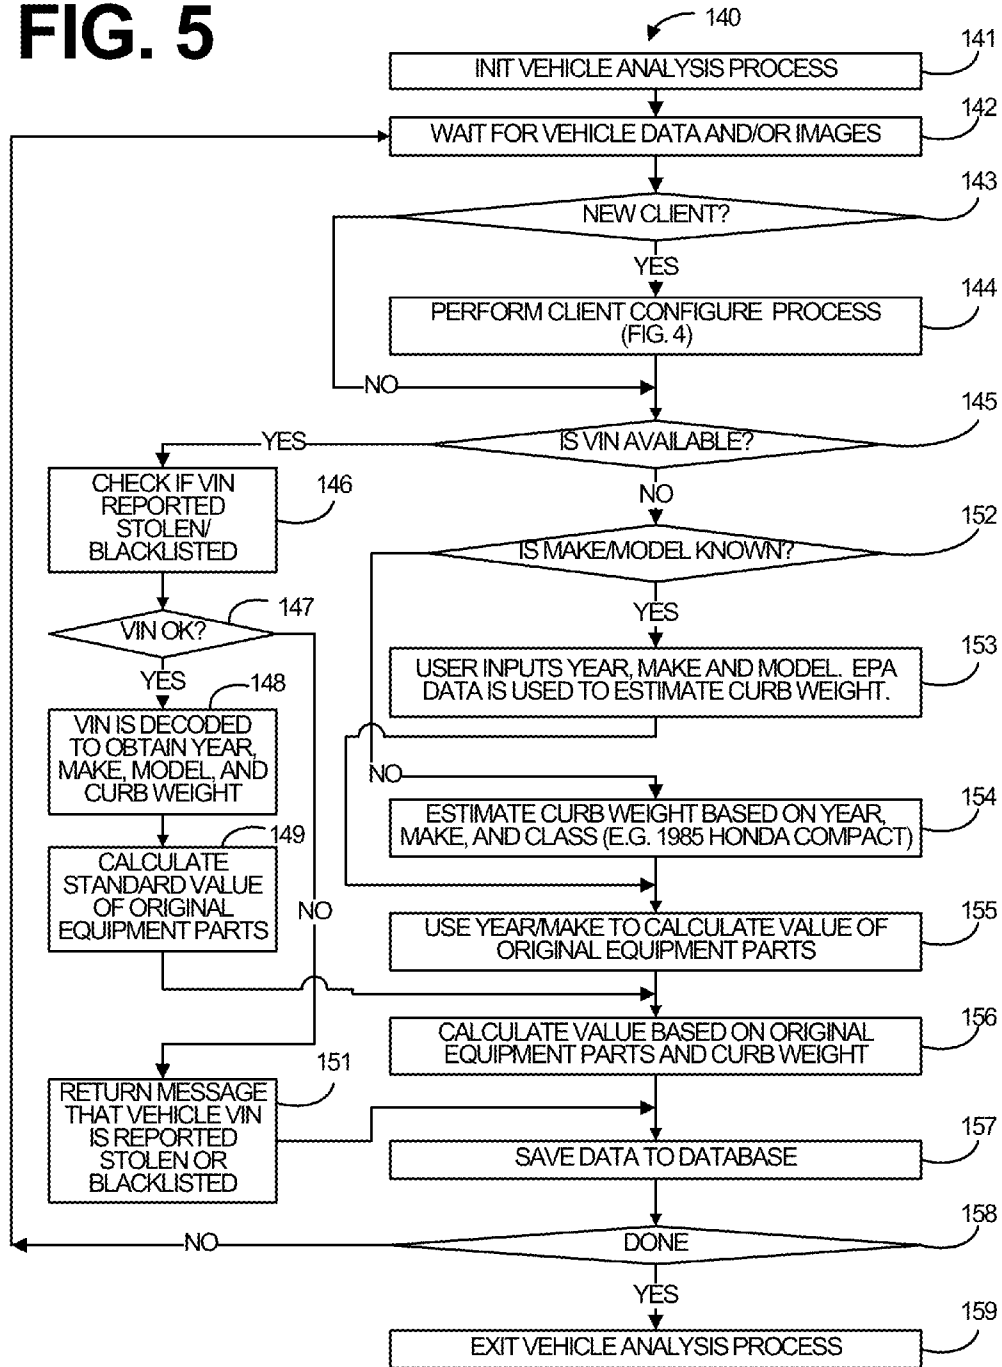 FIG. 5
140
INIT VEHICLE ANALYSIS PROCESS
141
WAIT FOR VEHICLE DATA AND/OR IMAGES
142
NEW CLIENT?
143
YES
PERFORM CLIENT CONFIGURE PROCESS
(FIG. 4)
144
NO
IS VIN AVAILABLE?
145
YES
NO
CHECK IF VIN
REPORTED
STOLEN/
BLACKLISTED
146
IS MAKE/MODEL KNOWN?
152
VIN OK?
147
YES
YES
USER INPUTS YEAR, MAKE AND MODEL. EPA
DATA IS USED TO ESTIMATE CURB WEIGHT.
153
VIN IS DECODED
TO OBTAIN YEAR,
MAKE, MODEL, AND
CURB WEIGHT
148
NO
ESTIMATE CURB WEIGHT BASED ON YEAR,
MAKE, AND CLASS (E.G. 1985 HONDA COMPACT)
154
CALCULATE
STANDARD VALUE
OF ORIGINAL
EQUIPMENT PARTS
149
NO
USE YEAR/MAKE TO CALCULATE VALUE OF
ORIGINAL EQUIPMENT PARTS
155
CALCULATE VALUE BASED ON ORIGINAL
EQUIPMENT PARTS AND CURB WEIGHT
156
RETURN MESSAGE
THAT VEHICLE VIN
IS REPORTED
STOLEN OR
BLACKLISTED
151
SAVE DATA TO DATABASE
157
DONE
158
NO
YES
EXIT VEHICLE ANALYSIS PROCESS
159